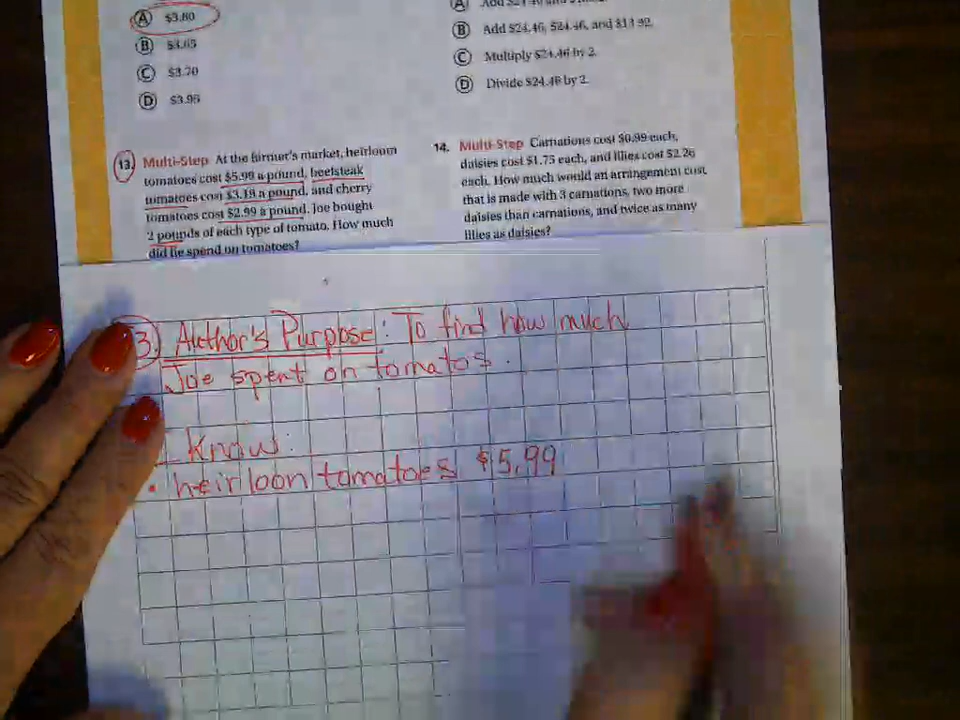 A $3.80
B $3.65
C $3.70
D $3.95
B Add $24.46, $24.46, and $11.92.
C Multiply $24.46 by 2.
D Divide $24.46 by 2.
13. Multi-Step At the farmer's market, heirloom
tomatoes cost $5.99 a pound, beefsteak
tomatoes cost $3.19 a pound, and cherry
tomatoes cost $2.99 a pound. Joe bought
2 pounds of each type of tomato. How much
did he spend on tomatoes?
14. Multi-Step Carnations cost $0.99 each,
daisies cost $1.75 each, and lilies cost $2.26
each. How much would an arrangement cost
that is made with 3 carnations, two more
daisies than carnations, and twice as many
lilies as daisies?
3) Author's Purpose: To find how much
Joe spent on tomatos.
Know:
• heirloon tomatoes $5.99